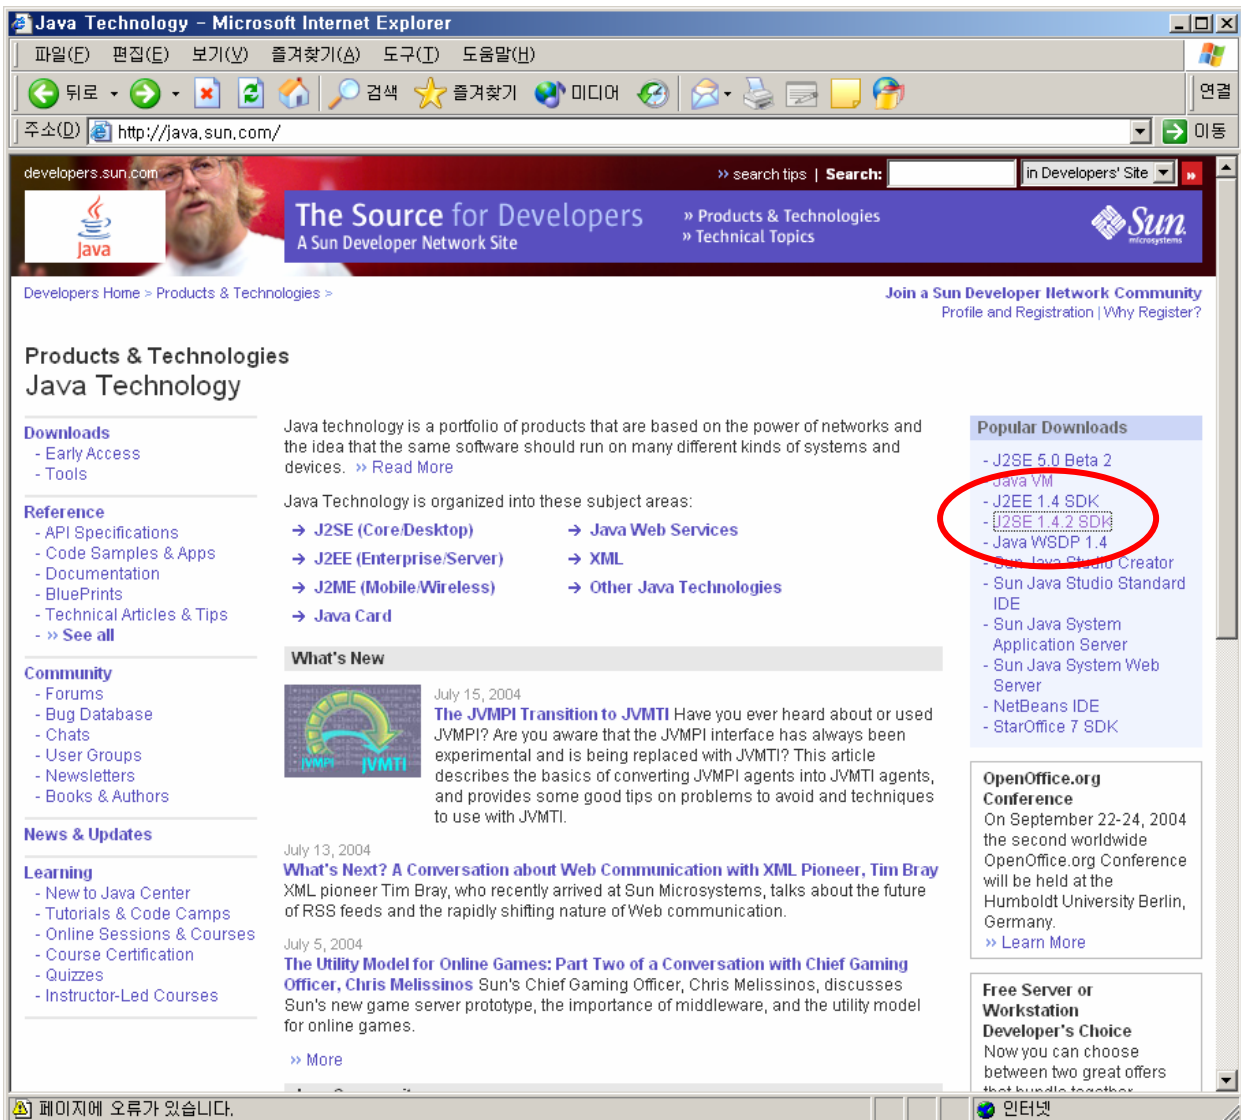 Java Technology - Microsoft Internet Explorer
파일(F) 편집(E) 보기(V) 즐겨찾기(A) 도구(T) 도움말(H)
뒤로 검색 즐겨찾기 미디어 연결
주소(D) http://java.sun.com/ 이동
developers.sun.com
›› search tips | Search: in Developers' Site
Java
The Source for Developers
A Sun Developer Network Site
» Products & Technologies
» Technical Topics
Sun
microsystems
Developers Home > Products & Technologies >
Join a Sun Developer Network Community
Profile and Registration | Why Register?
Products & Technologies
Java Technology
Downloads
- Early Access
- Tools
Reference
- API Specifications
- Code Samples & Apps
- Documentation
- BluePrints
- Technical Articles & Tips
- ›› See all
Community
- Forums
- Bug Database
- Chats
- User Groups
- Newsletters
- Books & Authors
News & Updates
Learning
- New to Java Center
- Tutorials & Code Camps
- Online Sessions & Courses
- Course Certification
- Quizzes
- Instructor-Led Courses
Java technology is a portfolio of products that are based on the power of networks and
the idea that the same software should run on many different kinds of systems and
devices. ›› Read More
Java Technology is organized into these subject areas:
→ J2SE (Core/Desktop)
→ J2EE (Enterprise/Server)
→ J2ME (Mobile/Wireless)
→ Java Card
→ Java Web Services
→ XML
→ Other Java Technologies
What's New
JVMPI JVMTI
July 15, 2004
The JVMPI Transition to JVMTI Have you ever heard about or used
JVMPI? Are you aware that the JVMPI interface has always been
experimental and is being replaced with JVMTI? This article
describes the basics of converting JVMPI agents into JVMTI agents,
and provides some good tips on problems to avoid and techniques
to use with JVMTI.
July 13, 2004
What's Next? A Conversation about Web Communication with XML Pioneer, Tim Bray
XML pioneer Tim Bray, who recently arrived at Sun Microsystems, talks about the future
of RSS feeds and the rapidly shifting nature of Web communication.
July 5, 2004
The Utility Model for Online Games: Part Two of a Conversation with Chief Gaming
Officer, Chris Melissinos Sun's Chief Gaming Officer, Chris Melissinos, discusses
Sun's new game server prototype, the importance of middleware, and the utility model
for online games.
›› More
Popular Downloads
- J2SE 5.0 Beta 2
- Java VM
- J2EE 1.4 SDK
- J2SE 1.4.2 SDK
- Java WSDP 1.4
- Sun Java Studio Creator
- Sun Java Studio Standard
IDE
- Sun Java System
Application Server
- Sun Java System Web
Server
- NetBeans IDE
- StarOffice 7 SDK
OpenOffice.org
Conference
On September 22-24, 2004
the second worldwide
OpenOffice.org Conference
will be held at the
Humboldt University Berlin,
Germany.
›› Learn More
Free Server or
Workstation
Developer's Choice
Now you can choose
between two great offers
that bundle together
페이지에 오류가 있습니다.
인터넷